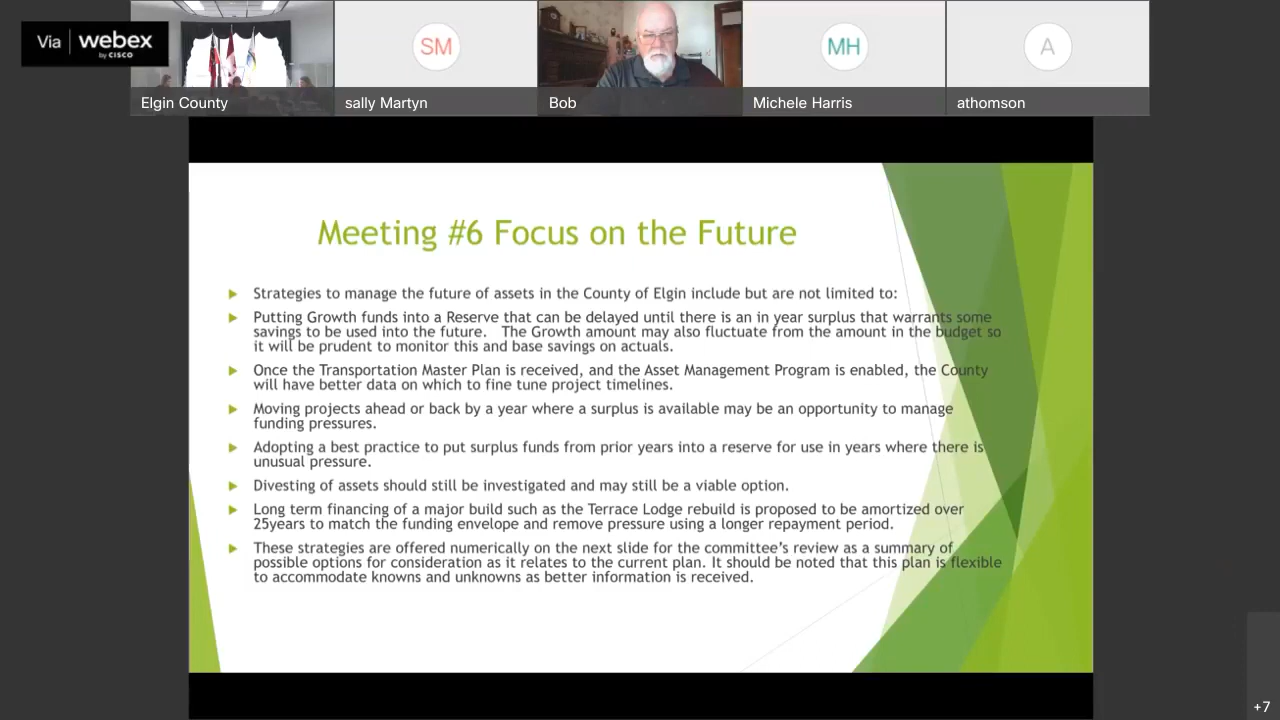 Via webex
by CISCO
SM
MH
A
Elgin County
sally Martyn
Bob
Michele Harris
athomson
Meeting #6 Focus on the Future
Strategies to manage the future of assets in the County of Elgin include but are not limited to:
Putting Growth funds into a Reserve that can be delayed until there is an in year surplus that warrants some
savings to be used into the future. The Growth amount may also fluctuate from the amount in the budget so
it will be prudent to monitor this and base savings on actuals.
Once the Transportation Master Plan is received, and the Asset Management Program is enabled, the County
will have better data on which to fine tune project timelines.
Moving projects ahead or back by a year where a surplus is available may be an opportunity to manage
funding pressures.
Adopting a best practice to put surplus funds from prior years into a reserve for use in years where there is
unusual pressure.
Divesting of assets should still be investigated and may still be a viable option.
Long term financing of a major build such as the Terrace Lodge rebuild is proposed to be amortized over
25years to match the funding envelope and remove pressure using a longer repayment period.
These strategies are offered numerically on the next slide for the committee's review as a summary of
possible options for consideration as it relates to the current plan. It should be noted that this plan is flexible
to accommodate knowns and unknowns as better information is received.
+7